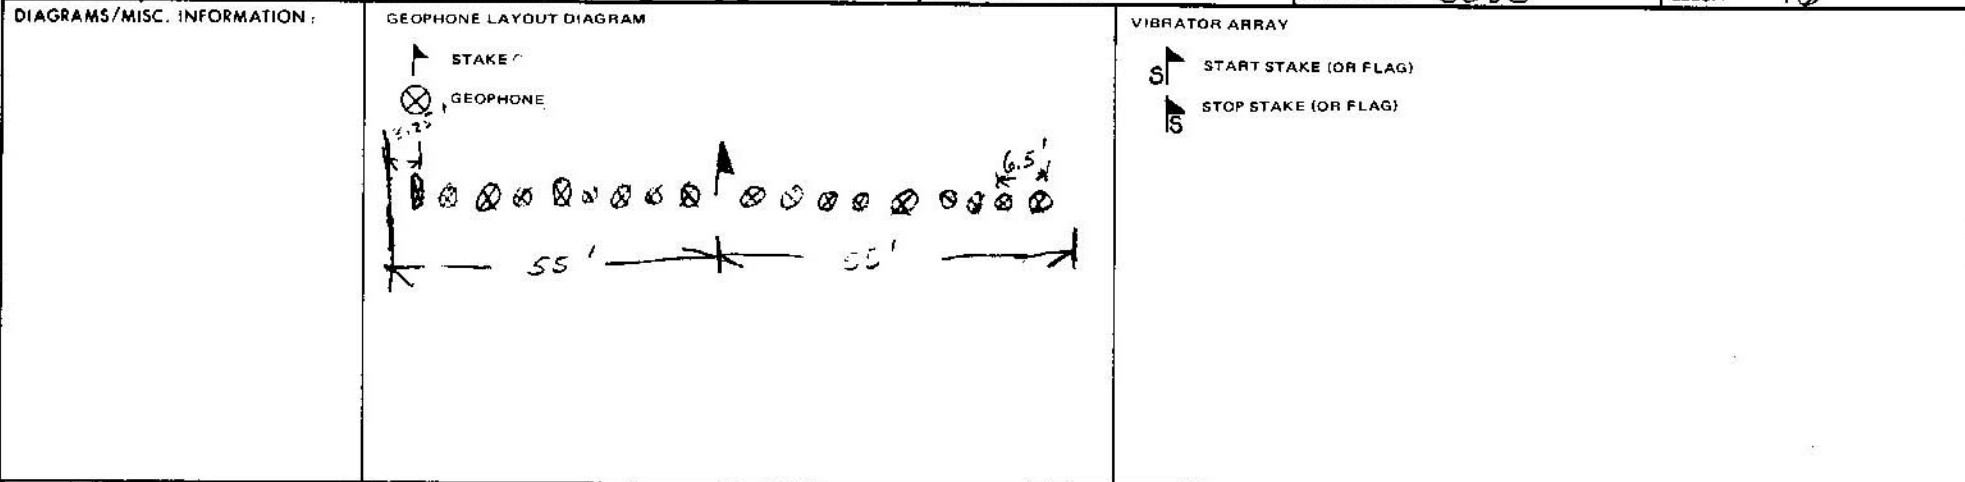 DIAGRAMS/MISC. INFORMATION:
GEOPHONE LAYOUT DIAGRAM
STAKE
GEOPHONE
3.25'
6.5'
55'
55'
VIBRATOR ARRAY
S START STAKE (OR FLAG)
S STOP STAKE (OR FLAG)